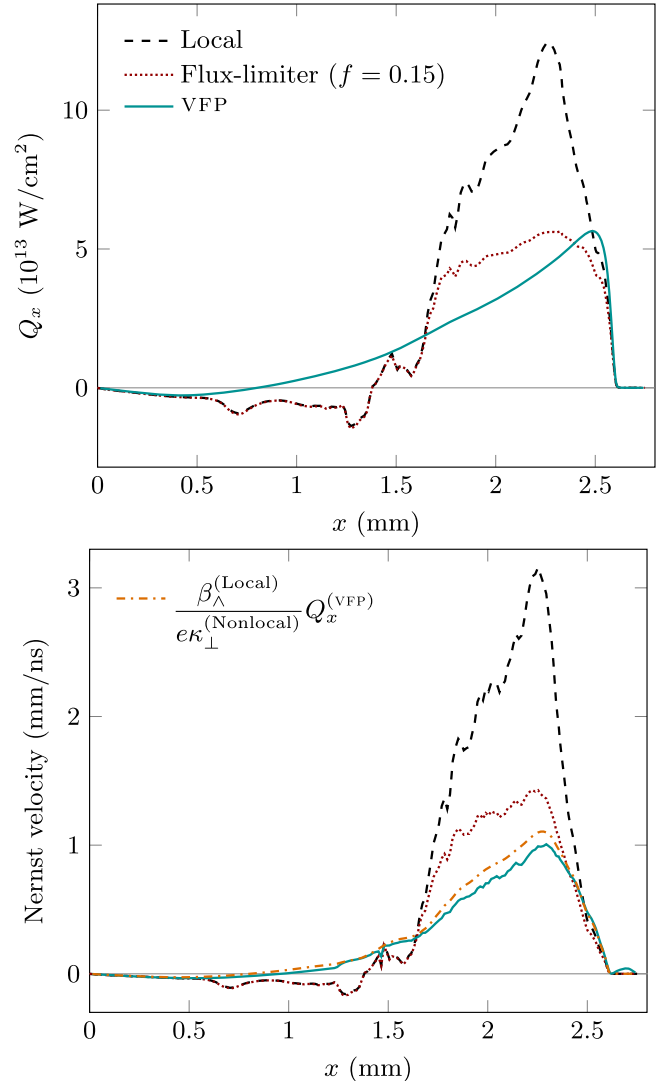 Local
Flux-limiter (f = 0.15)
VFP
10
5
0
Q_x (10^13 W/cm^2)
0 0.5 1 1.5 2 2.5
x (mm)
β_∧^(Local) / eκ_⊥^(Nonlocal) Q_x^(VFP)
3
2
1
0
Nernst velocity (mm/ns)
0 0.5 1 1.5 2 2.5
x (mm)